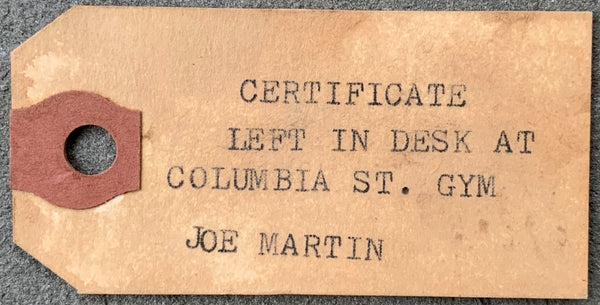 CERTIFICATE
LEFT IN DESK AT
COLUMBIA ST. GYM
JOE MARTIN